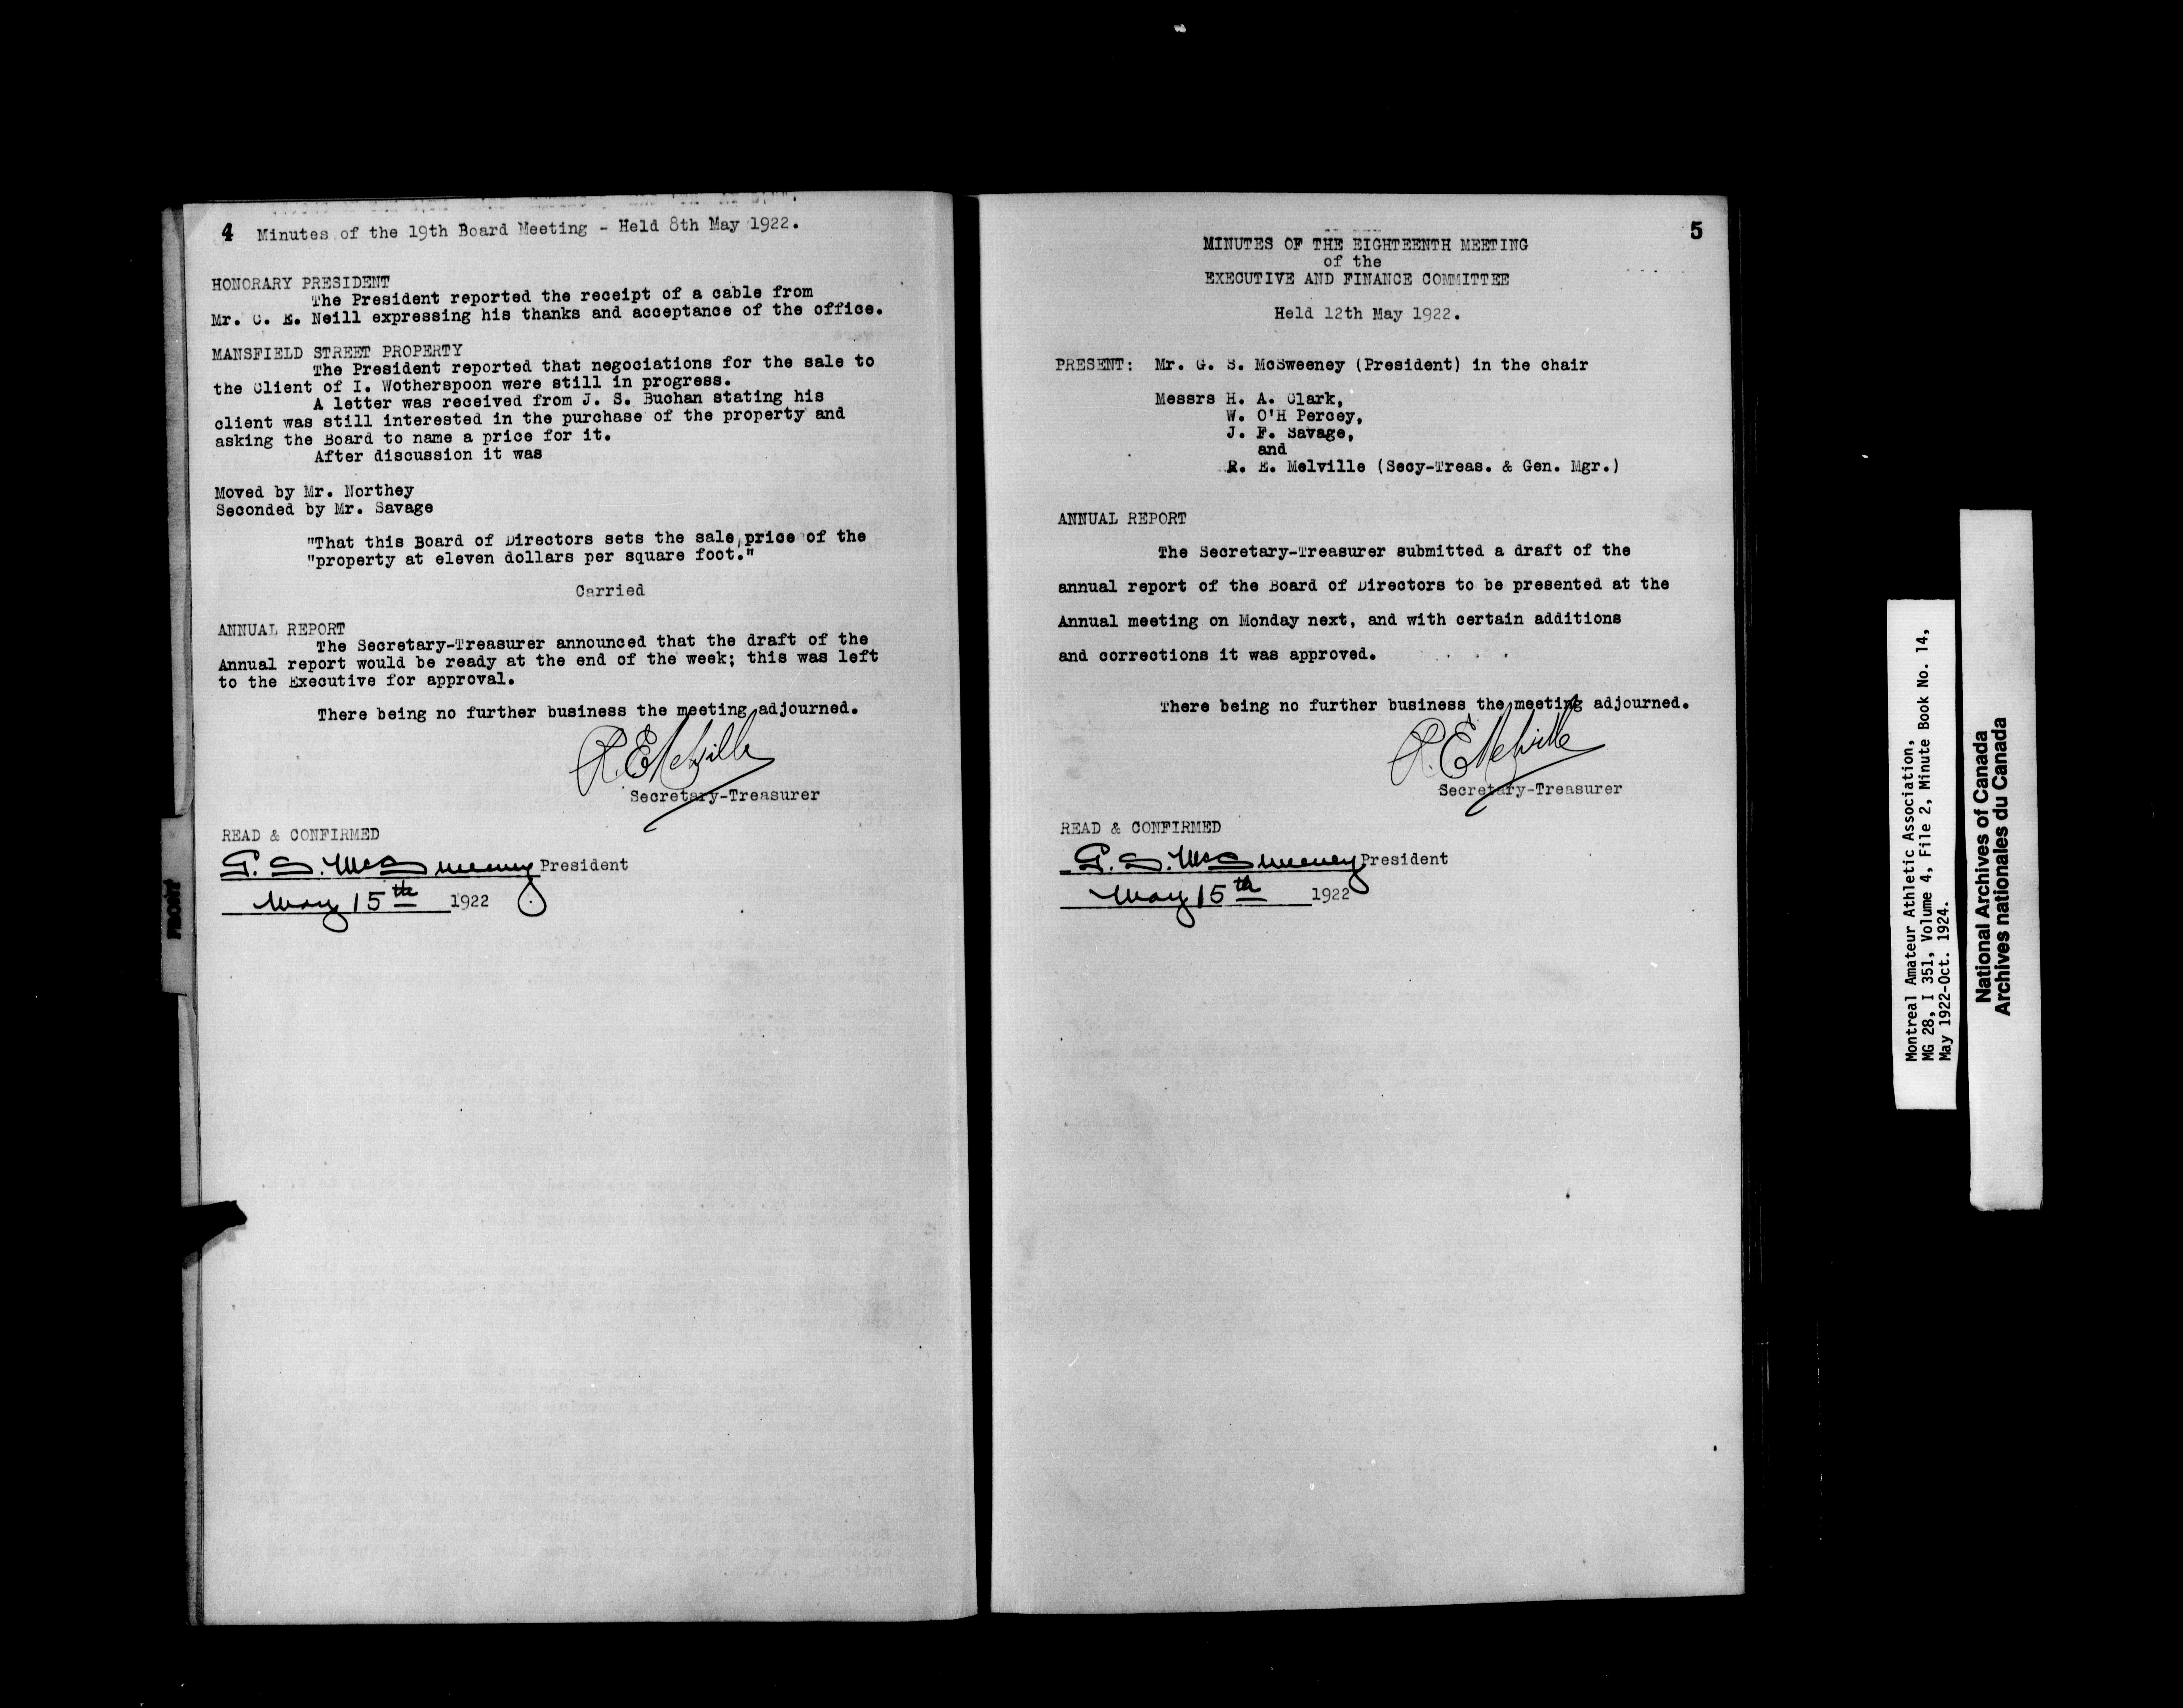 4 Minutes of the 19th Board Meeting - Held 8th May 1922.
HONORARY PRESIDENT
The President reported the receipt of a cable from
Mr. C. E. Neill expressing his thanks and acceptance of the office.
MANSFIELD STREET PROPERTY
The President reported that negociations for the sale to
the Client of I. Wotherspoon were still in progress.
A letter was received from J. S. Buchan stating his
client was still interested in the purchase of the property and
asking the Board to name a price for it.
After discussion it was
Moved by Mr. Northey
Seconded by Mr. Savage
"That this Board of Directors sets the sale price of the
"property at eleven dollars per square foot."
Carried
ANNUAL REPORT
The Secretary-Treasurer announced that the draft of the
Annual report would be ready at the end of the week; this was left
to the Executive for approval.
There being no further business the meeting adjourned.
R. E. Melville
Secretary-Treasurer
READ & CONFIRMED
G. S. McSweeney President
May 15th 1922
FRONT
5
MINUTES OF THE EIGHTEENTH MEETING
of the
EXECUTIVE AND FINANCE COMMITTEE
Held 12th May 1922.
PRESENT: Mr. G. S. McSweeney (President) in the chair
Messrs H. A. Clark,
W. O'H Percey,
J. F. Savage,
and
R. E. Melville (Secy-Treas. & Gen. Mgr.)
ANNUAL REPORT
The Secretary-Treasurer submitted a draft of the
annual report of the Board of Directors to be presented at the
Annual meeting on Monday next, and with certain additions
and corrections it was approved.
There being no further business the meeting adjourned.
R. E. Melville
Secretary-Treasurer
READ & CONFIRMED
G. S. McSweeney President
May 15th 1922
Montreal Amateur Athletic Association,
MG 28, I 351, Volume 4, File 2, Minute Book No. 14,
May 1922-Oct. 1924.
National Archives of Canada
Archives nationales du Canada